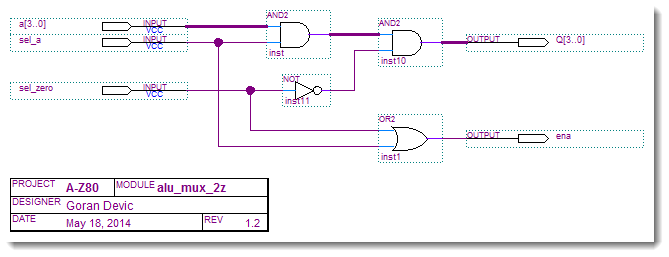 AND2
a[3..0] INPUT VCC
sel_a INPUT VCC
inst
AND2
inst10
OUTPUT Q[3..0]
sel_zero INPUT VCC
NOT
inst11
OR2
inst1
OUTPUT ena
PROJECT A-Z80 MODULE alu_mux_2z
DESIGNER Goran Devic
DATE May 18, 2014 REV 1.2